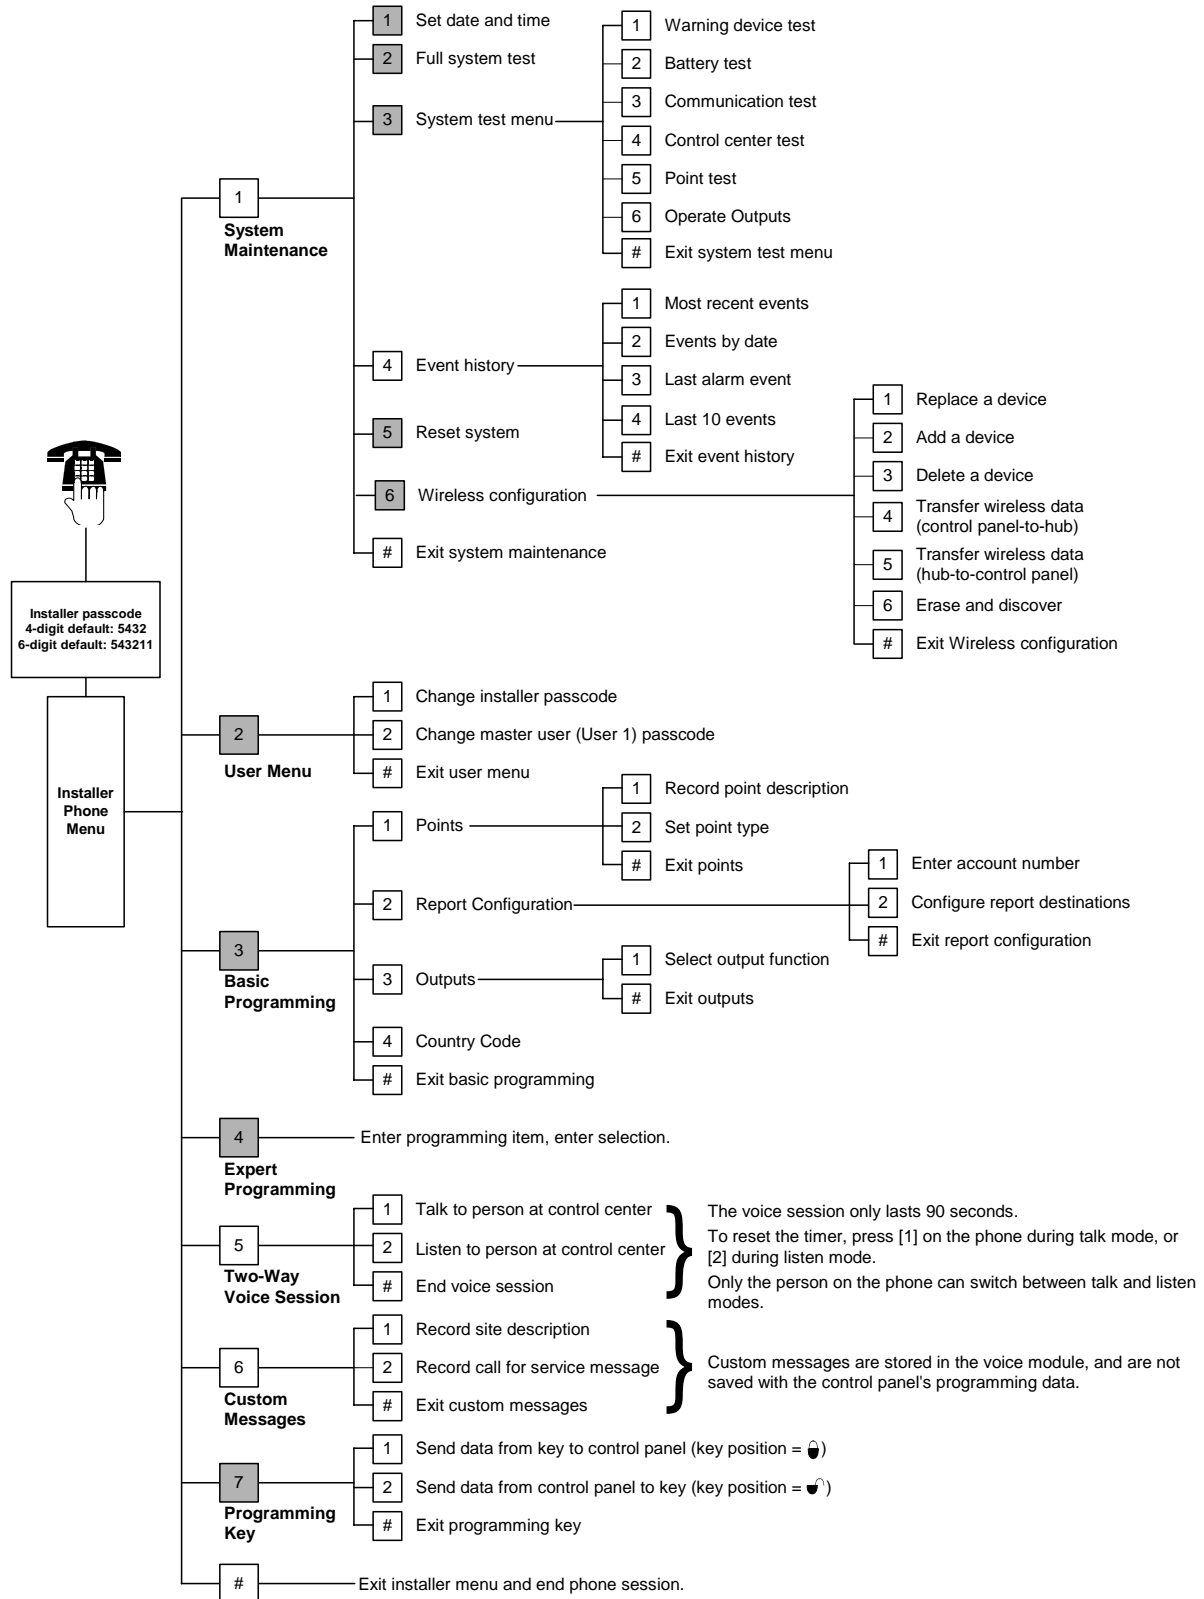 Installer passcode
4-digit default: 5432
6-digit default: 543211
Installer
Phone
Menu
1
System
Maintenance
1 Set date and time
2 Full system test
3 System test menu
1 Warning device test
2 Battery test
3 Communication test
4 Control center test
5 Point test
6 Operate Outputs
# Exit system test menu
4 Event history
1 Most recent events
2 Events by date
3 Last alarm event
4 Last 10 events
# Exit event history
5 Reset system
6 Wireless configuration
1 Replace a device
2 Add a device
3 Delete a device
4 Transfer wireless data
(control panel-to-hub)
5 Transfer wireless data
(hub-to-control panel)
6 Erase and discover
# Exit Wireless configuration
# Exit system maintenance
2
User Menu
1 Change installer passcode
2 Change master user (User 1) passcode
# Exit user menu
3
Basic
Programming
1 Points
1 Record point description
2 Set point type
# Exit points
2 Report Configuration
1 Enter account number
2 Configure report destinations
# Exit report configuration
3 Outputs
1 Select output function
# Exit outputs
4 Country Code
# Exit basic programming
4
Expert
Programming
Enter programming item, enter selection.
5
Two-Way
Voice Session
1 Talk to person at control center
2 Listen to person at control center
# End voice session
The voice session only lasts 90 seconds.
To reset the timer, press [1] on the phone during talk mode, or
[2] during listen mode.
Only the person on the phone can switch between talk and listen
modes.
6
Custom
Messages
1 Record site description
2 Record call for service message
# Exit custom messages
Custom messages are stored in the voice module, and are not
saved with the control panel's programming data.
7
Programming
Key
1 Send data from key to control panel (key position = )
2 Send data from control panel to key (key position = )
# Exit programming key
# Exit installer menu and end phone session.